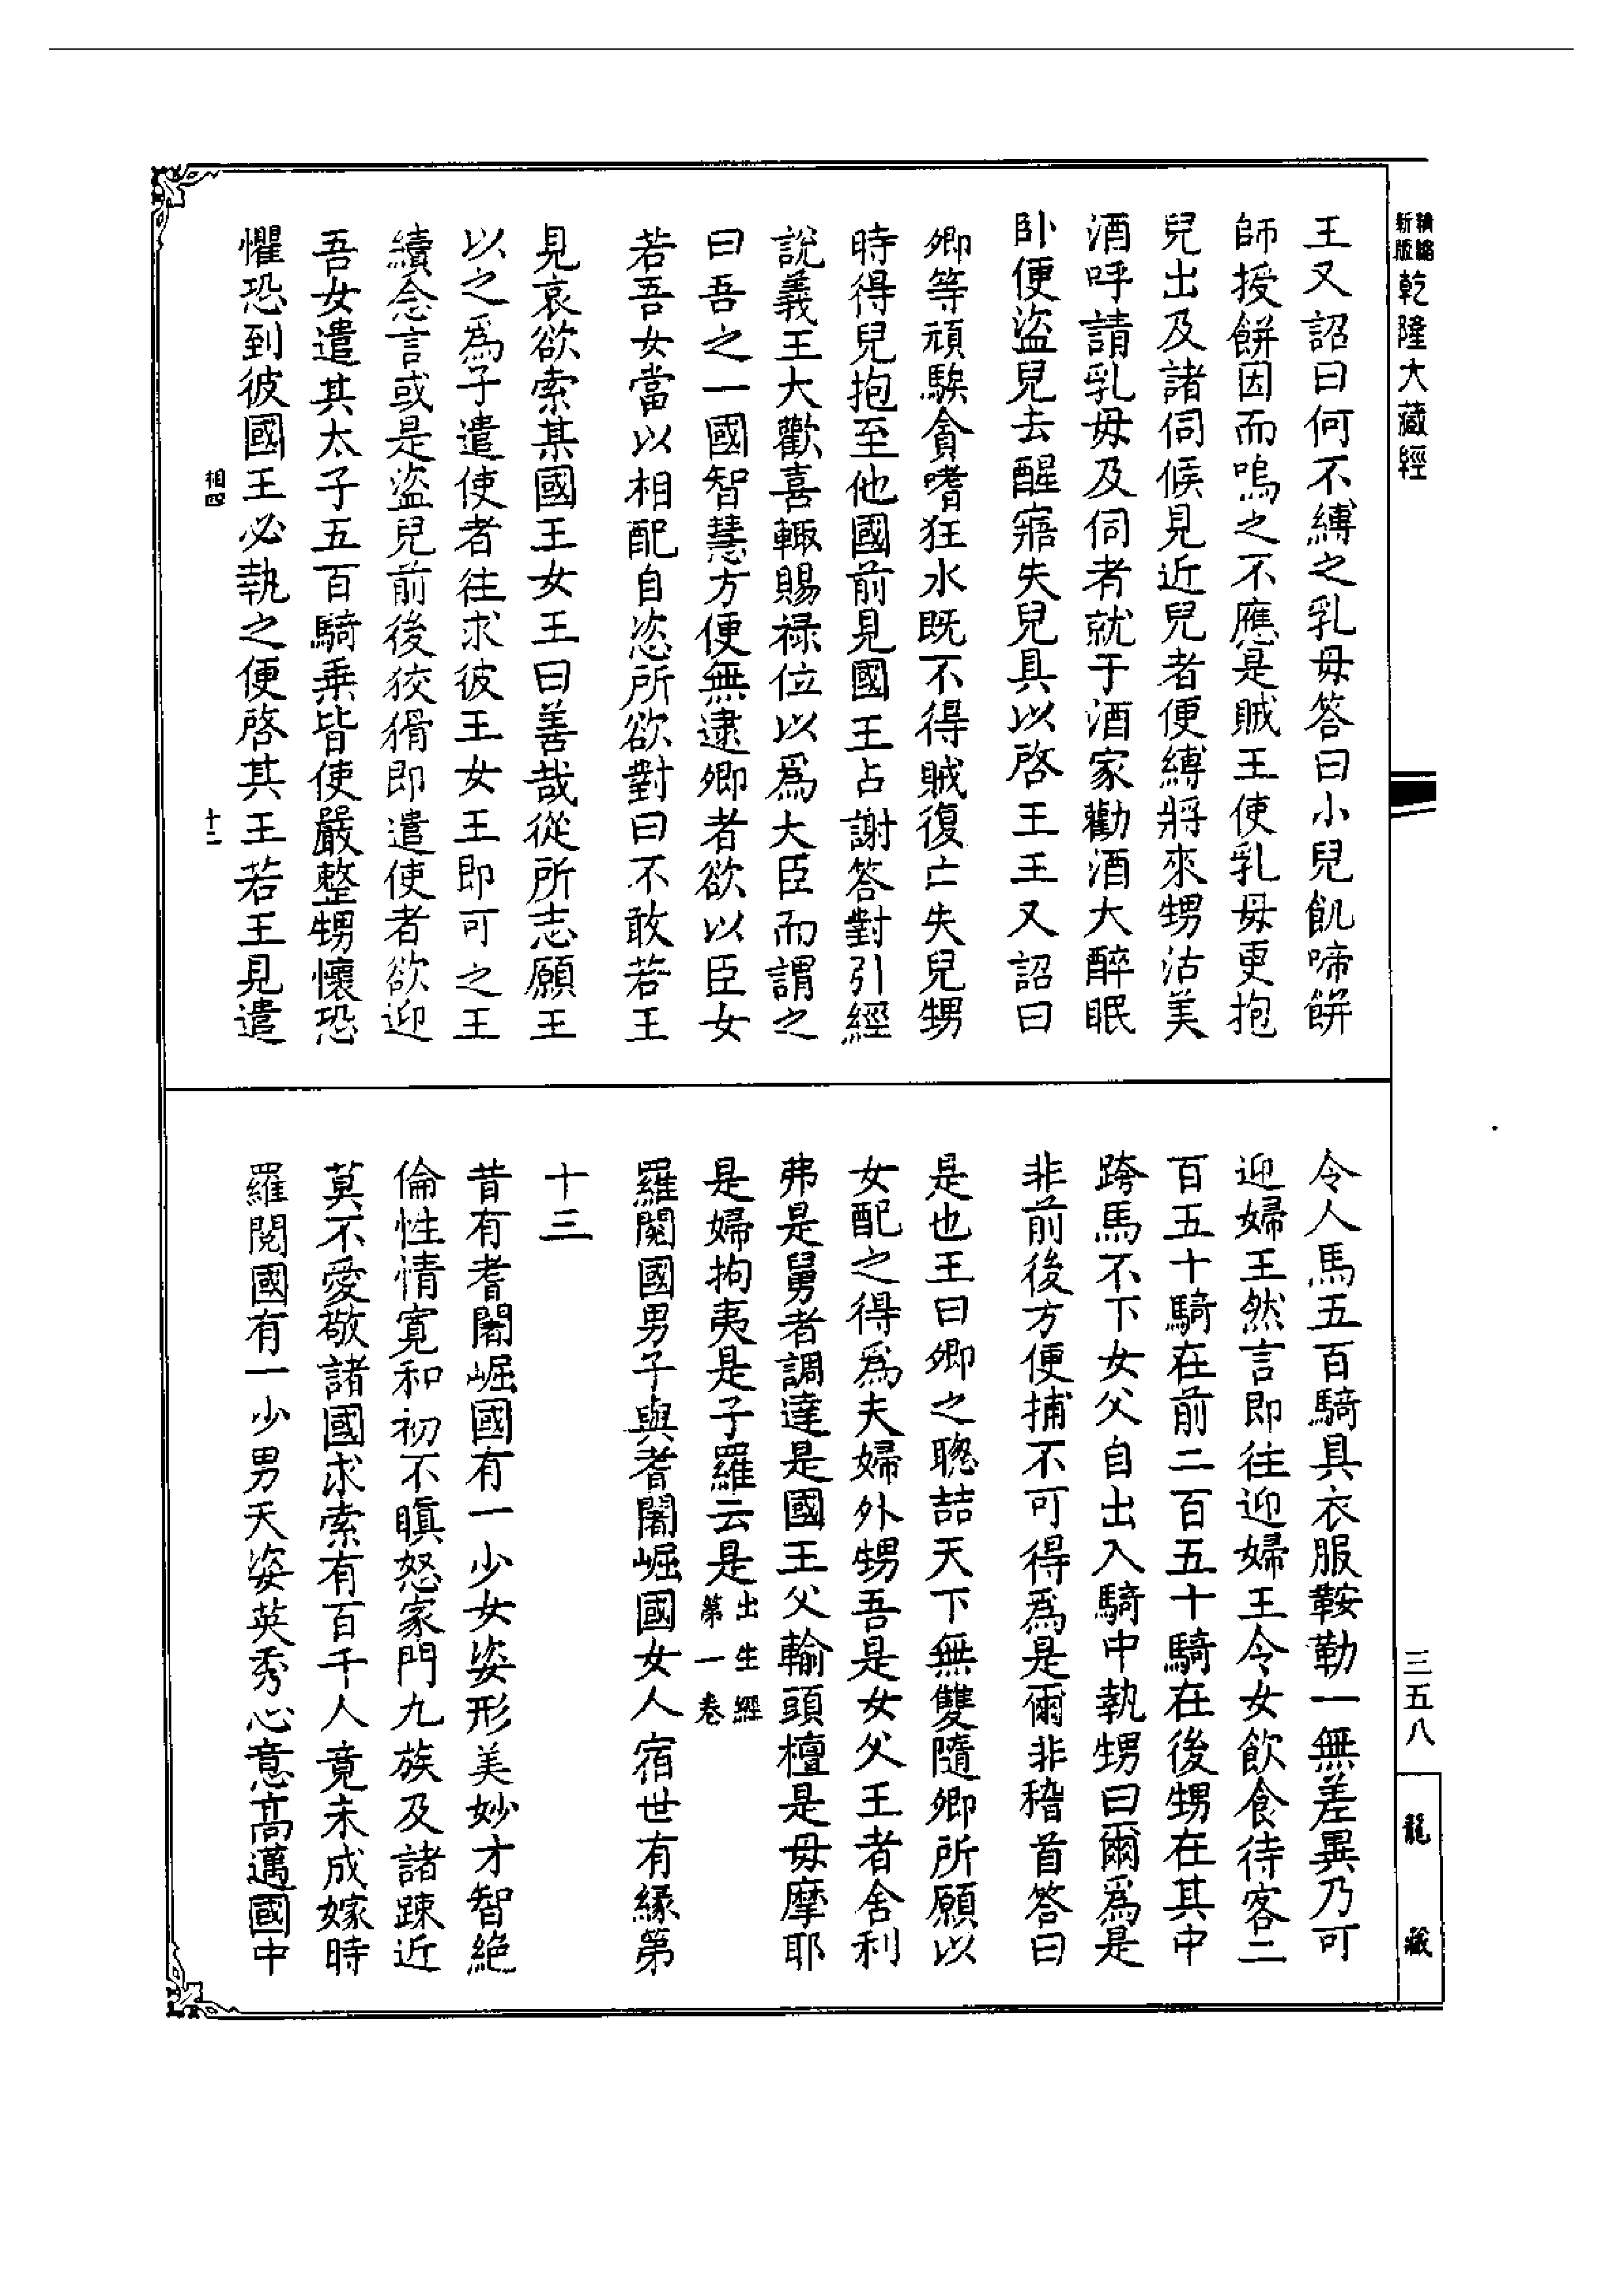 精縮
新版
乾隆大藏經
王又詔曰何不縛之乳母答曰小兒飢啼餅
師授餅因而嗚之不應是賊王使乳母更抱
兒出及諸伺候見近兒者便縛將來甥沽美
酒呼請乳母及伺者就于酒家勸酒大醉眠
卧便盜兒去醒寤失兒具以啓王王又詔曰
卿等頑騃貪嗜狂水既不得賊復亡失兒甥
時得兒抱至他國前見國王占謝答對引經
說義王大歡喜輙賜祿位以爲大臣而謂之
曰吾之一國智慧方便無逮卿者欲以臣女
若吾女當以相配自恣所欲對曰不敢若王
見哀欲索某國王女王曰善哉從所志願王
以之爲子遣使者往求彼王女王即可之王
續念言或是盜兒前後狡猾即遣使者欲迎
吾女遣其太子五百騎乘皆使嚴整甥懷恐
懼恐到彼國王必執之便啓其王若王見遣
相四
十二
令人馬五百騎具衣服鞍勒一無差異乃可
迎婦王然言即往迎婦王令女飲食待客二
百五十騎在前二百五十騎在後甥在其中
跨馬不下女父自出入騎中執甥曰爾爲是
非前後方便捕不可得爲是爾非稽首答曰
是也王曰卿之聰喆天下無雙隨卿所願以
女配之得爲夫婦外甥吾是女父王者舍利
弗是舅者調達是國王父輸頭檀是母摩耶
是婦拘夷是子羅云是出生經
第一卷
羅閱國男子與耆闍崛國女人宿世有緣第
十三
昔有耆闍崛國有一少女姿形美妙才智絕
倫性情寬和初不瞋怒家門九族及諸踈近
莫不愛敬諸國求索有百千人竟未成嫁時
羅閱國有一少男天姿英秀心意高邁國中
三五八
龍藏